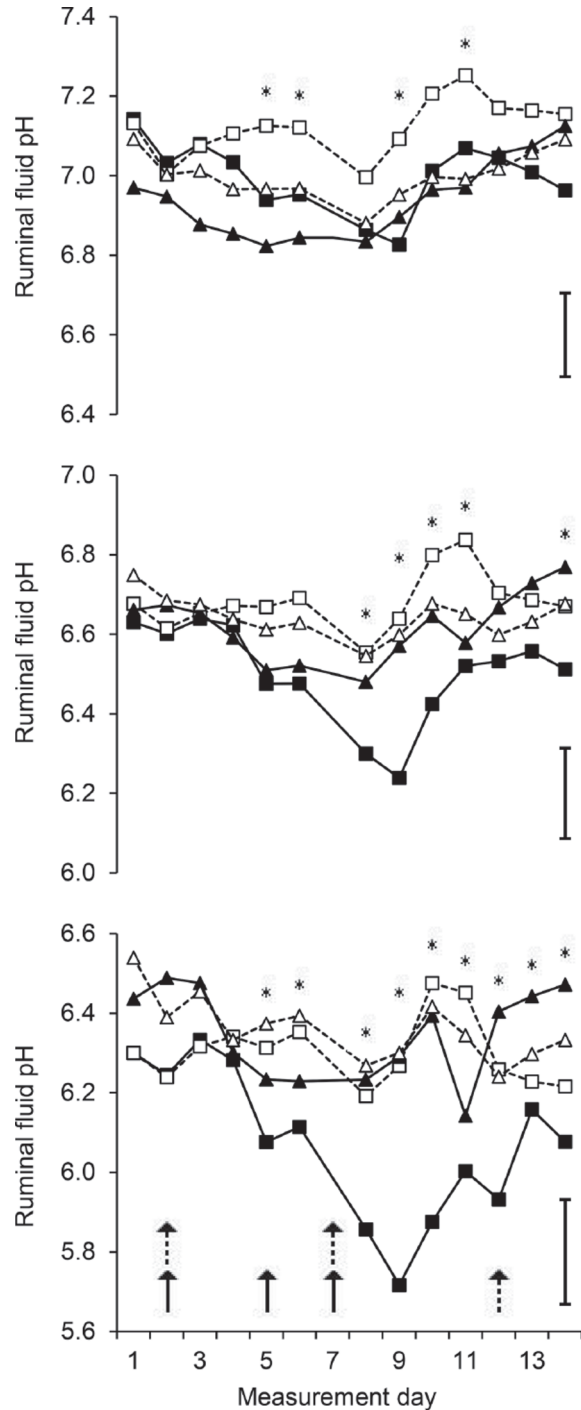 7.4
7.2
7.0
6.8
6.6
6.4
Ruminal fluid pH
* * * *
7.0
6.8
6.6
6.4
6.2
6.0
Ruminal fluid pH
* * * * *
6.6
6.4
6.2
6.0
5.8
5.6
Ruminal fluid pH
* * * * * * * * *
1 3 5 7 9 11 13
Measurement day